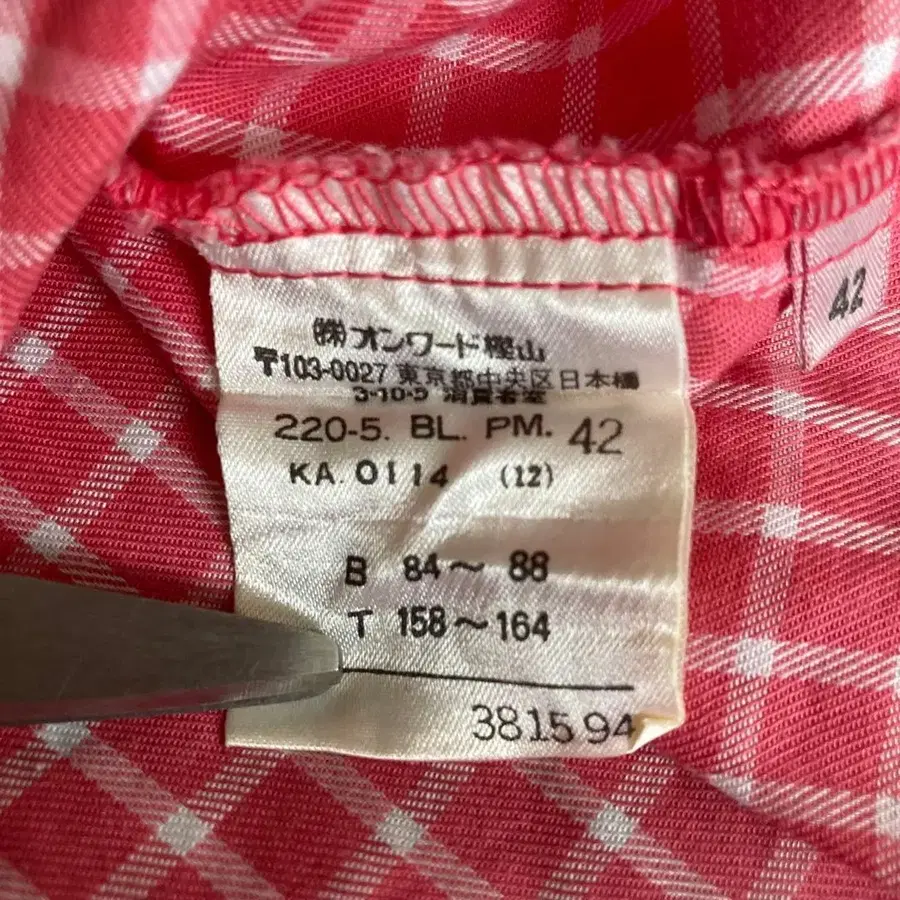 ㈱オンワード樫山
〒103-0027 東京都中央区日本橋
3-10-5 消費者室
220-5. BL. PM. 42
KA. 0114 (12)
B 84～ 88
T 158～164
381594
42